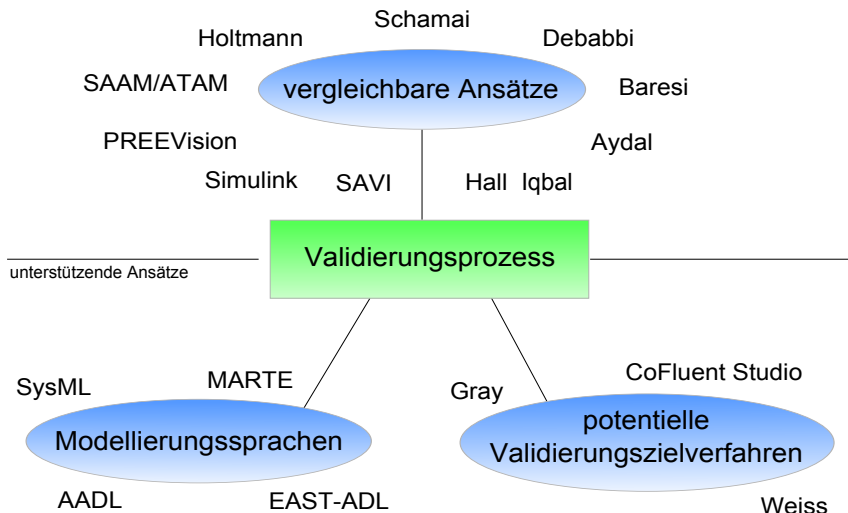 Schamai
Holtmann
Debabbi
SAAM/ATAM
vergleichbare Ansätze
Baresi
PREEVision
Aydal
Simulink
SAVI
Hall Iqbal
Validierungsprozess
unterstützende Ansätze
SysML
MARTE
Modellierungssprachen
AADL
EAST-ADL
CoFluent Studio
Gray
potentielle
Validierungszielverfahren
Weiss